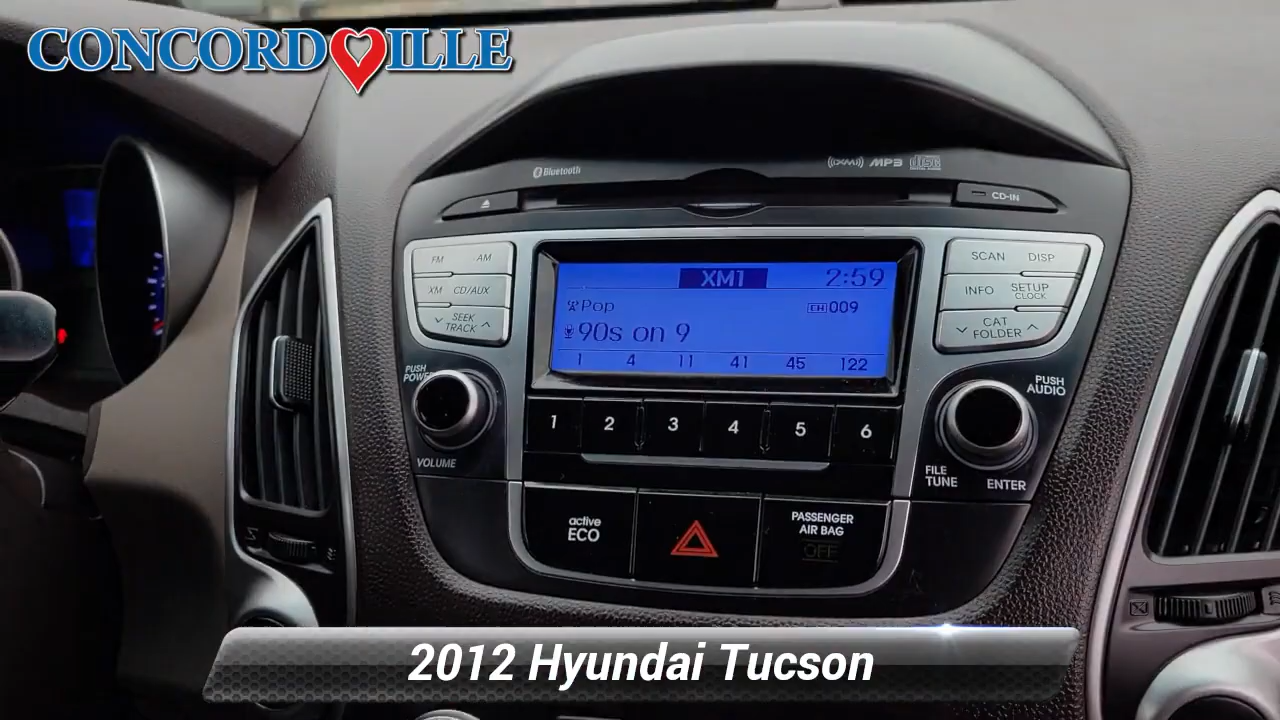 CONCORDVILLE
Bluetooth
((XM)) MP3 disc
CD-IN
FM AM
XM CD/AUX
SEEK
TRACK
XM1 2:59
Pop CH 009
90s on 9
1 4 11 41 45 122
SCAN DISP
INFO SETUP
CLOCK
CAT
FOLDER
PUSH
POWER
VOLUME
1 2 3 4 5 6
PUSH
AUDIO
FILE
TUNE ENTER
active
ECO
PASSENGER
AIR BAG
OFF
2012 Hyundai Tucson